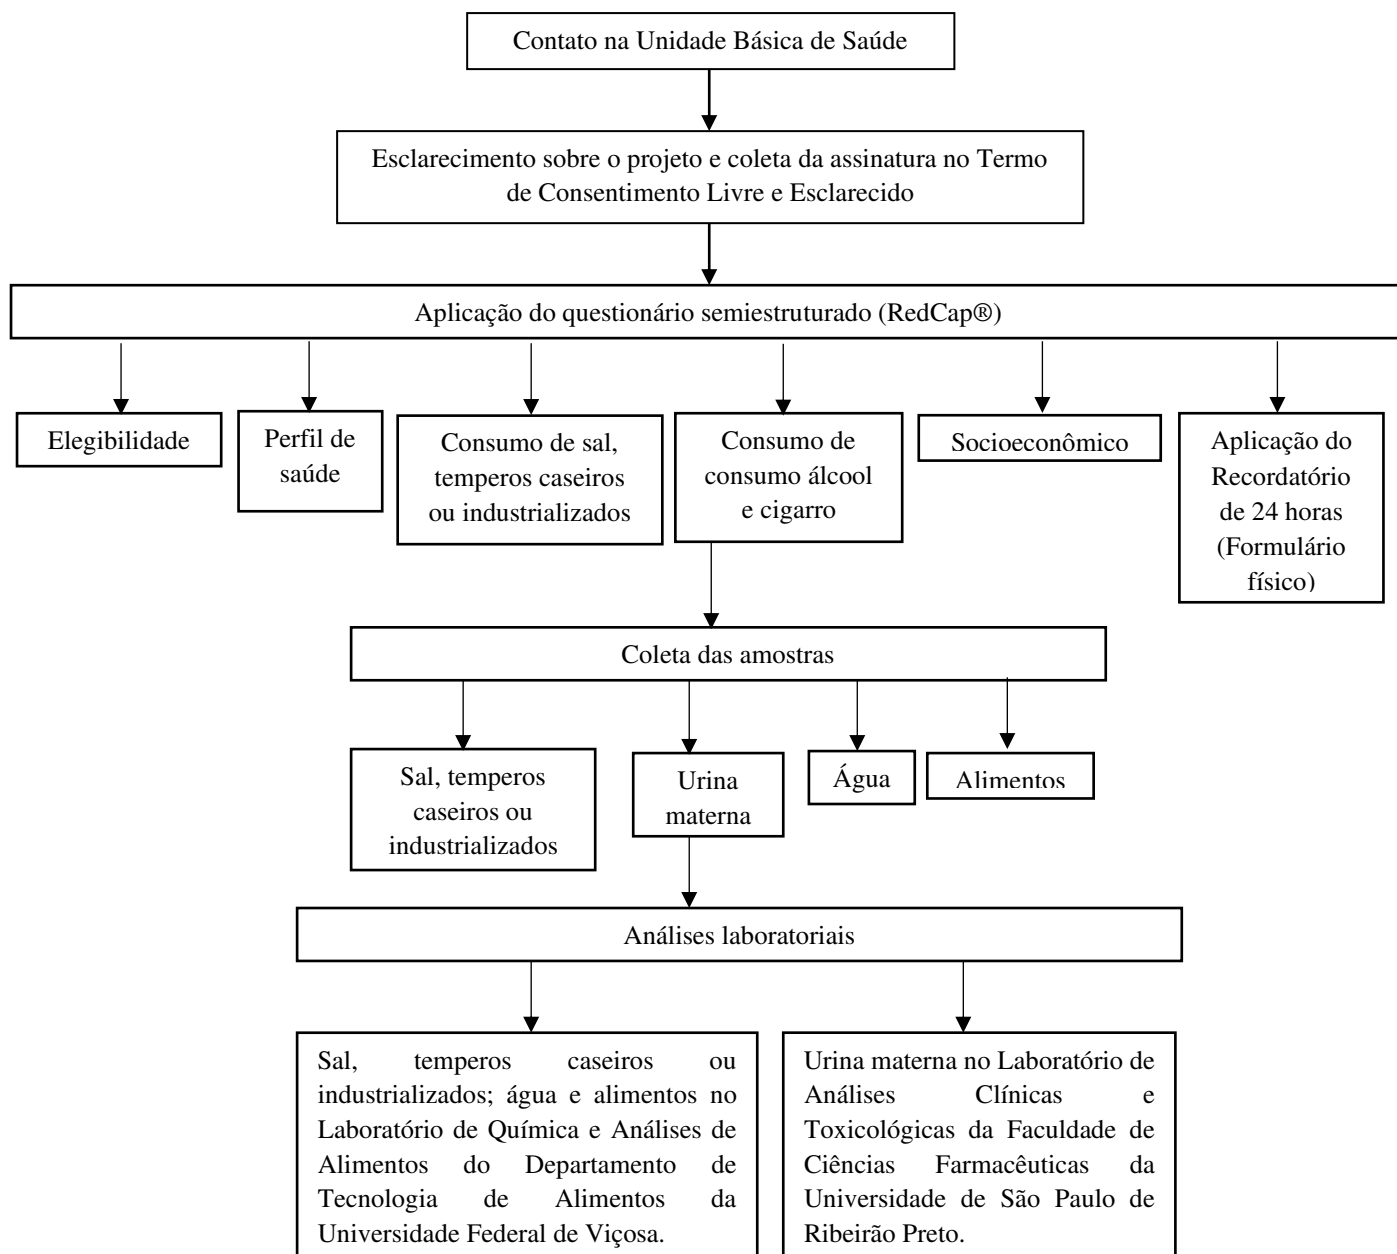 Contato na Unidade Básica de Saúde
Esclarecimento sobre o projeto e coleta da assinatura no Termo
de Consentimento Livre e Esclarecido
Aplicação do questionário semiestruturado (RedCap®)
Elegibilidade
Perfil de
saúde
Consumo de sal,
temperos caseiros
ou industrializados
Consumo de
consumo álcool
e cigarro
Socioeconômico
Aplicação do
Recordatório
de 24 horas
(Formulário
físico)
Coleta das amostras
Sal, temperos
caseiros ou
industrializados
Urina
materna
Água
Alimentos
Análises laboratoriais
Sal, temperos caseiros ou
industrializados; água e alimentos no
Laboratório de Química e Análises de
Alimentos do Departamento de
Tecnologia de Alimentos da
Universidade Federal de Viçosa.
Urina materna no Laboratório de
Análises Clínicas e
Toxicológicas da Faculdade de
Ciências Farmacêuticas da
Universidade de São Paulo de
Ribeirão Preto.